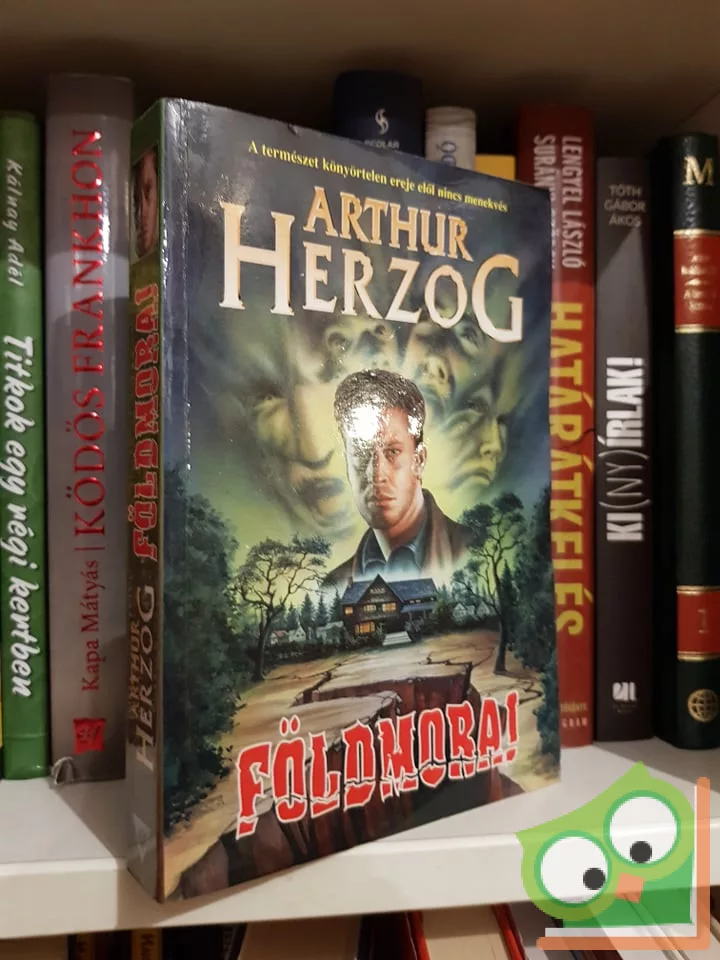 A természet könyörtelen ereje elől nincs menekvés
ARTHUR
HERZOG
FÖLDMORAJ
ARTHUR
HERZOG
FÖLDMORAJ
Kálnay Adél
Titkok egy régi kertben
Kapa Mátyás | KÖDÖS FRANKHON
LENGYEL LÁSZLÓ
HATÁRÁTKELÉS
TÓTH
GÁBOR
ÁKOS
KI(NY)ÍRLAK!
M
1